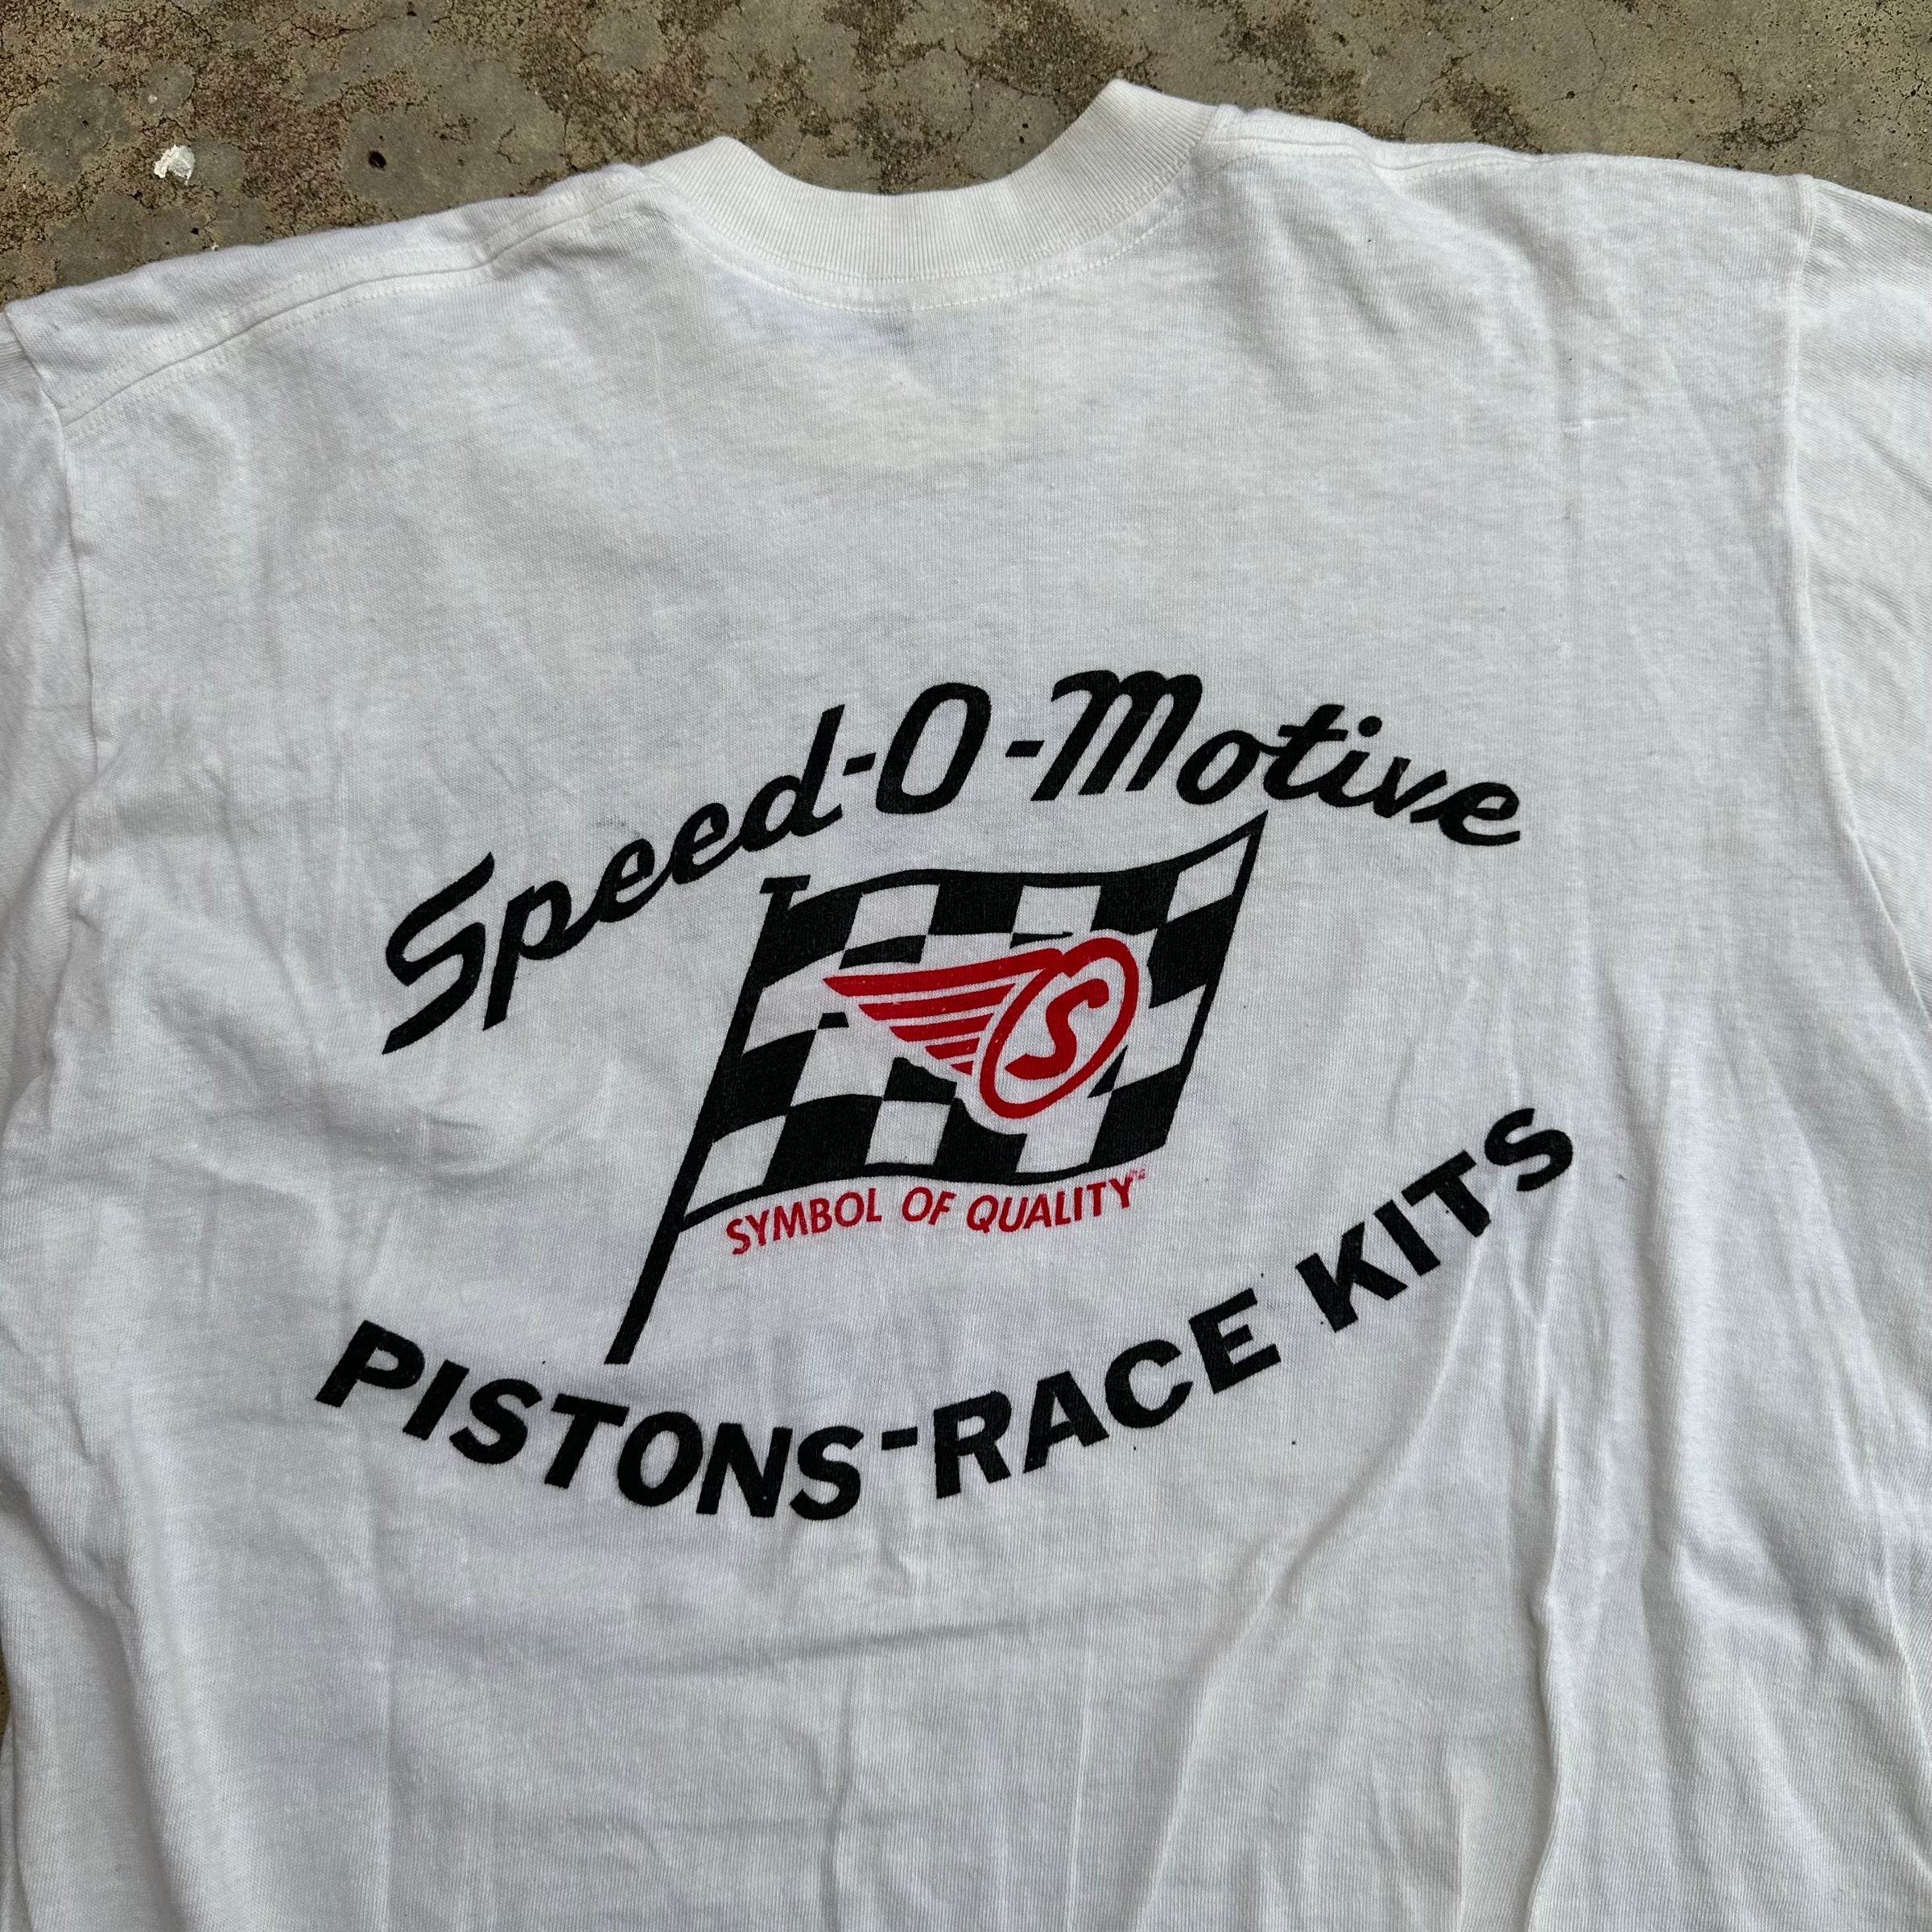 Speed-O-Motive
S
SYMBOL OF QUALITY
PISTONS-RACE KITS